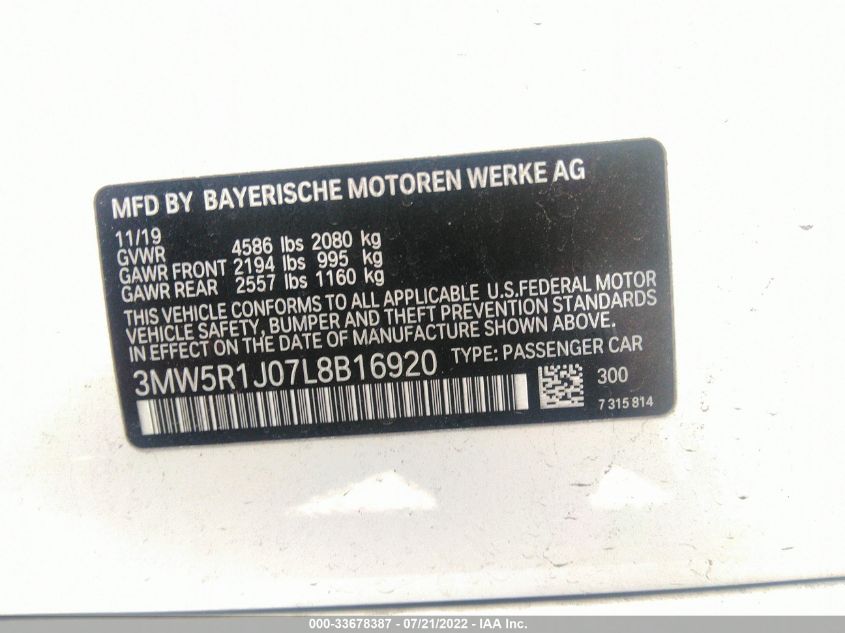 MFD BY BAYERISCHE MOTOREN WERKE AG
11/19
GVWR 4586 lbs 2080 kg
GAWR FRONT 2194 lbs 995 kg
GAWR REAR 2557 lbs 1160 kg
THIS VEHICLE CONFORMS TO ALL APPLICABLE U.S.FEDERAL MOTOR
VEHICLE SAFETY, BUMPER AND THEFT PREVENTION STANDARDS
IN EFFECT ON THE DATE OF MANUFACTURE SHOWN ABOVE.
3MW5R1J07L8B16920 TYPE: PASSENGER CAR
300
7 315 814
000-33678387 - 07/21/2022 - IAA Inc.